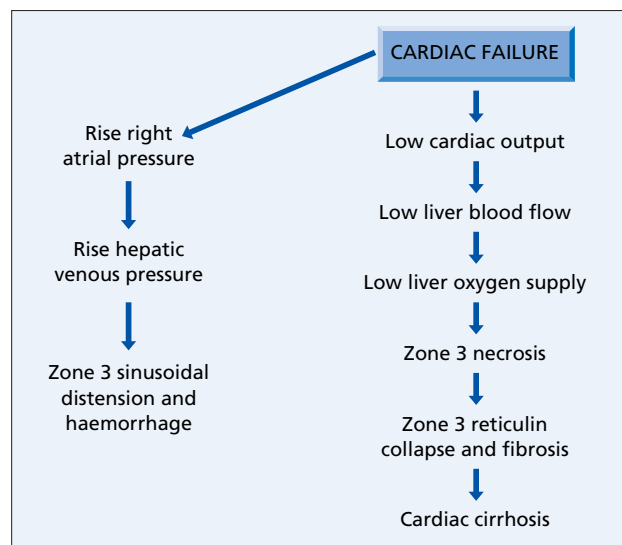 CARDIAC FAILURE
Rise right
atrial pressure
Rise hepatic
venous pressure
Zone 3 sinusoidal
distension and
haemorrhage
Low cardiac output
Low liver blood flow
Low liver oxygen supply
Zone 3 necrosis
Zone 3 reticulin
collapse and fibrosis
Cardiac cirrhosis